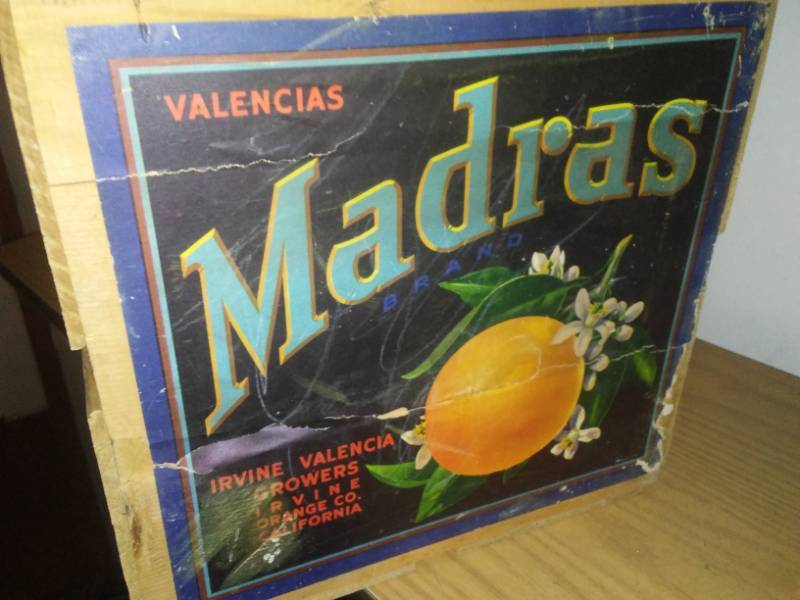 VALENCIAS
Madras
BRAND
IRVINE VALENCIA
GROWERS
IRVINE
ORANGE CO.
CALIFORNIA